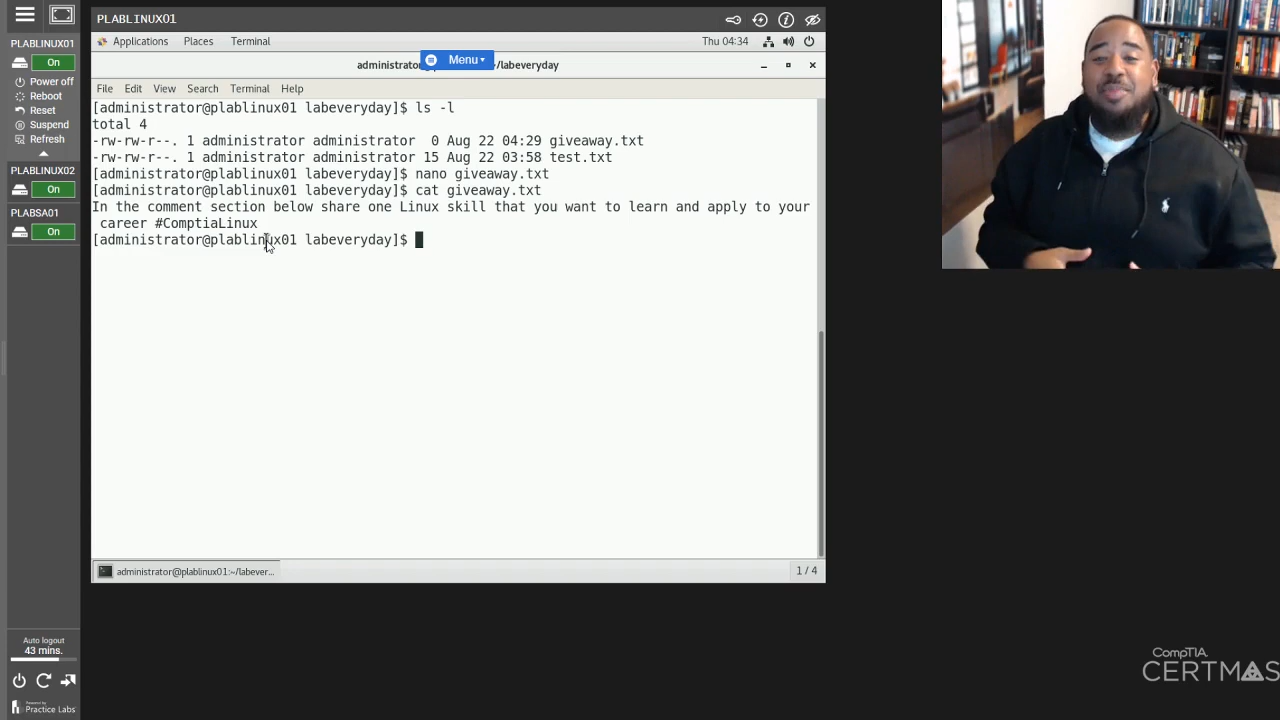 PLABLINUX01
On
Power off
Reboot
Reset
Suspend
Refresh
PLABLINUX02
On
PLABSA01
On
Auto logout
43 mins.
Powered by
Practice Labs
PLABLINUX01
Applications Places Terminal Thu 04:34
administrator /labeveryday
Menu
File Edit View Search Terminal Help
[administrator@plablinux01 labeveryday]$ ls -l
total 4
-rw-rw-r--. 1 administrator administrator 0 Aug 22 04:29 giveaway.txt
-rw-rw-r--. 1 administrator administrator 15 Aug 22 03:58 test.txt
[administrator@plablinux01 labeveryday]$ nano giveaway.txt
[administrator@plablinux01 labeveryday]$ cat giveaway.txt
In the comment section below share one Linux skill that you want to learn and apply to your
career #ComptiaLinux
[administrator@plablinux01 labeveryday]$
administrator@plablinux01:~/labever...
1 / 4
CompTIA.
CERTMAS